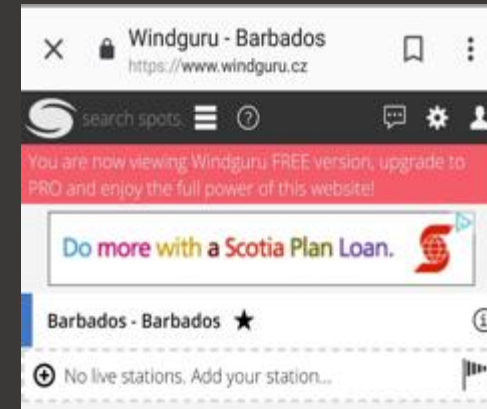 Windguru - Barbados
https://www.windguru.cz
search spots
You are now viewing Windguru FREE version, upgrade to
PRO and enjoy the full power of this website!
Do more with a Scotia Plan Loan.
Barbados - Barbados
No live stations. Add your station...